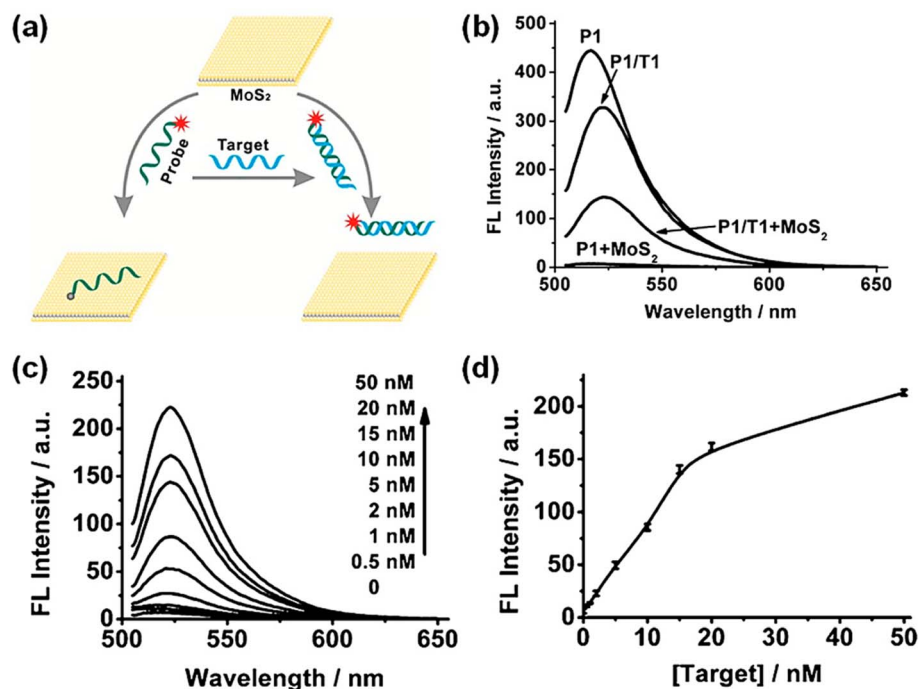 (a)
MoS₂
Probe
Target
(b)
FL Intensity / a.u.
500
400
300
200
100
0
P1
P1/T1
P1/T1+MoS₂
P1+MoS₂
500 550 600 650
Wavelength / nm
(c)
FL Intensity / a.u.
250
200
150
100
50
0
50 nM
20 nM
15 nM
10 nM
5 nM
2 nM
1 nM
0.5 nM
0
500 550 600 650
Wavelength / nm
(d)
FL Intensity / a.u.
200
150
100
50
0
0 10 20 30 40 50
[Target] / nM